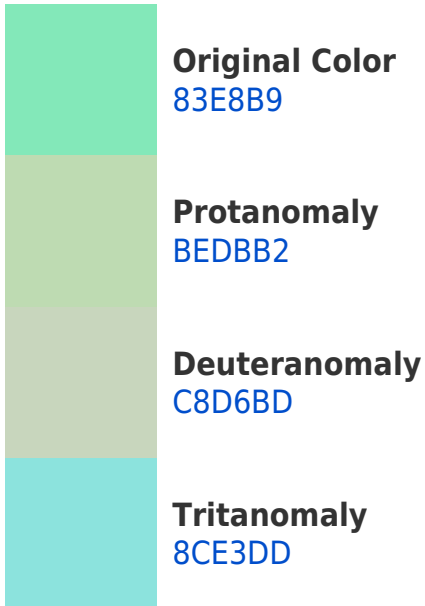 Original Color
83E8B9
Protanomaly
BEDBB2
Deuteranomaly
C8D6BD
Tritanomaly
8CE3DD